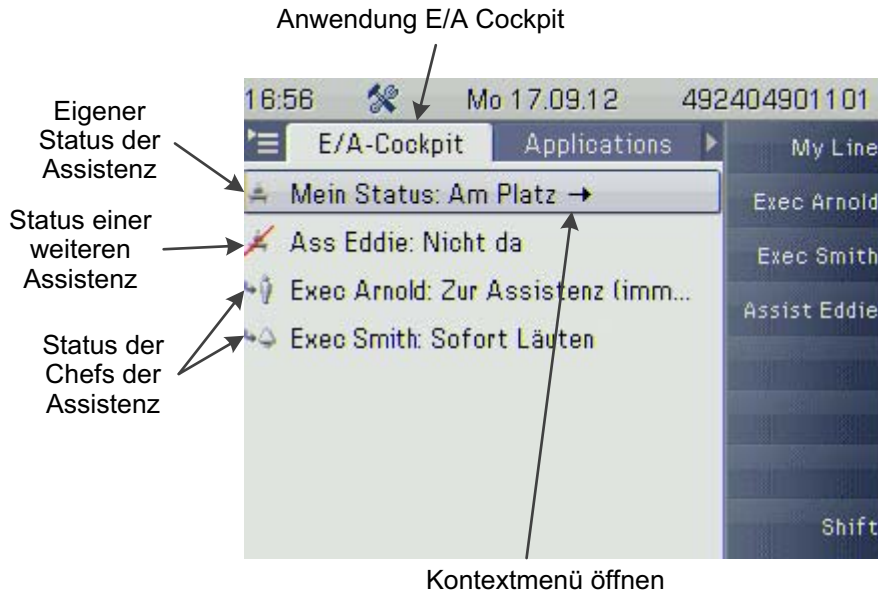 Anwendung E/A Cockpit
16:56 Mo 17.09.12 492404901101
E/A-Cockpit Applications My Line
Eigener
Status der
Assistenz
Mein Status: Am Platz → Exec Arnold
Status einer
weiteren
Assistenz
Ass Eddie: Nicht da Exec Smith
Exec Arnold: Zur Assistenz (imm... Assist Eddie
Status der
Chefs der
Assistenz
Exec Smith: Sofort Läuten
Shift
Kontextmenü öffnen